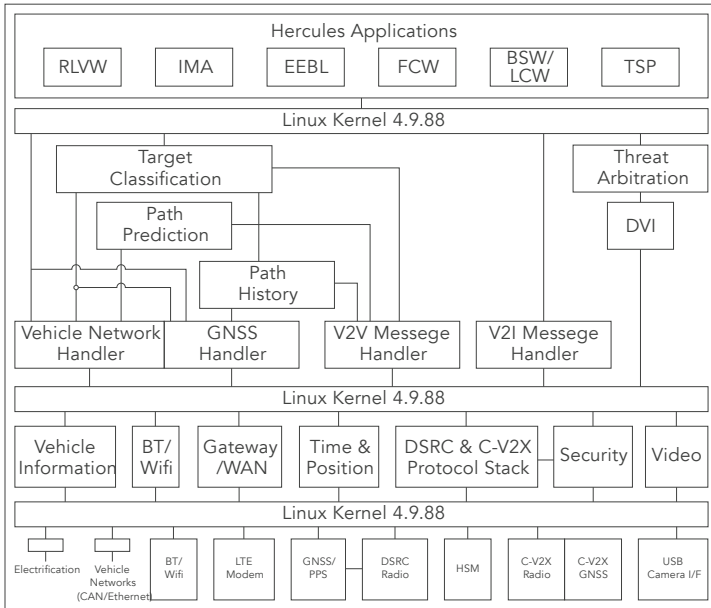 Hercules Applications
RLVW
IMA
EEBL
FCW
BSW/
LCW
TSP
Linux Kernel 4.9.88
Target
Classification
Threat
Arbitration
Path
Prediction
DVI
Path
History
Vehicle Network
Handler
GNSS
Handler
V2V Messege
Handler
V2I Messege
Handler
Linux Kernel 4.9.88
Vehicle
Information
BT/
Wifi
Gateway
/WAN
Time &
Position
DSRC & C-V2X
Protocol Stack
Security
Video
Linux Kernel 4.9.88
Electrification
Vehicle
Networks
(CAN/Ethernet)
BT/
Wifi
LTE
Modem
GNSS/
PPS
DSRC
Radio
HSM
C-V2X
Radio
C-V2X
GNSS
USB
Camera I/F